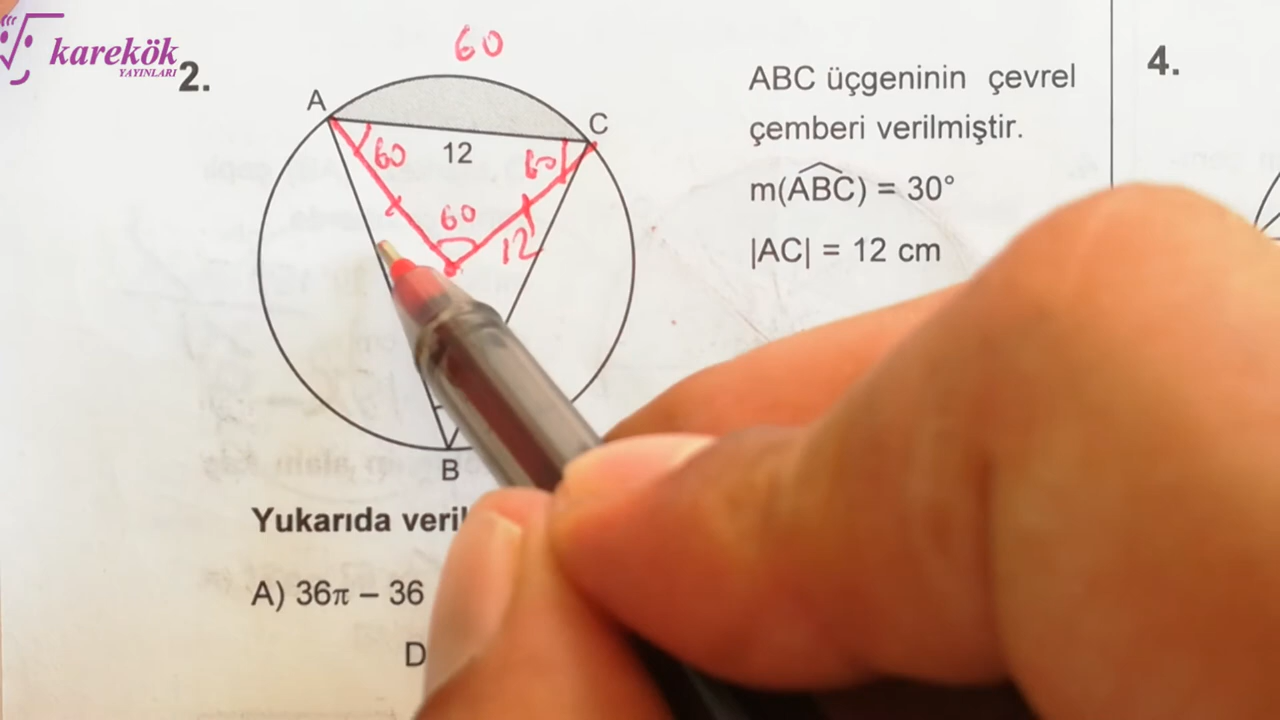 karekök
YAYINLARI
2.
60
A
C
60
12
60
60
12
B
ABC üçgeninin çevrel
çemberi verilmiştir.
m(ABC) = 30°
|AC| = 12 cm
4.
Yukarıda
A) 36π – 36
D